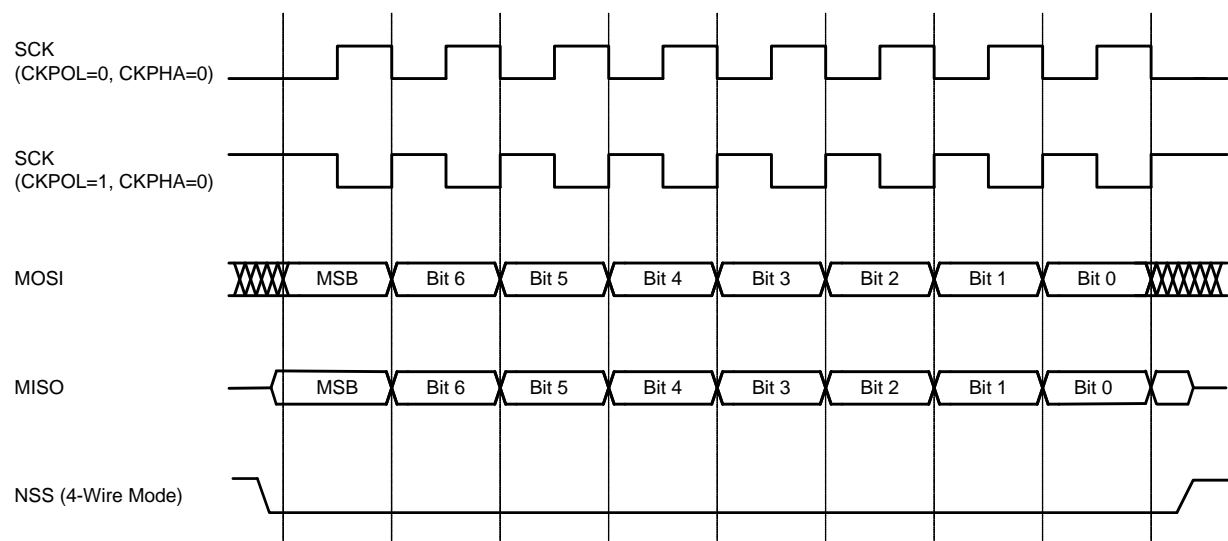 SCK
(CKPOL=0, CKPHA=0)
SCK
(CKPOL=1, CKPHA=0)
MOSI
MSB
Bit 6
Bit 5
Bit 4
Bit 3
Bit 2
Bit 1
Bit 0
MISO
MSB
Bit 6
Bit 5
Bit 4
Bit 3
Bit 2
Bit 1
Bit 0
NSS (4-Wire Mode)